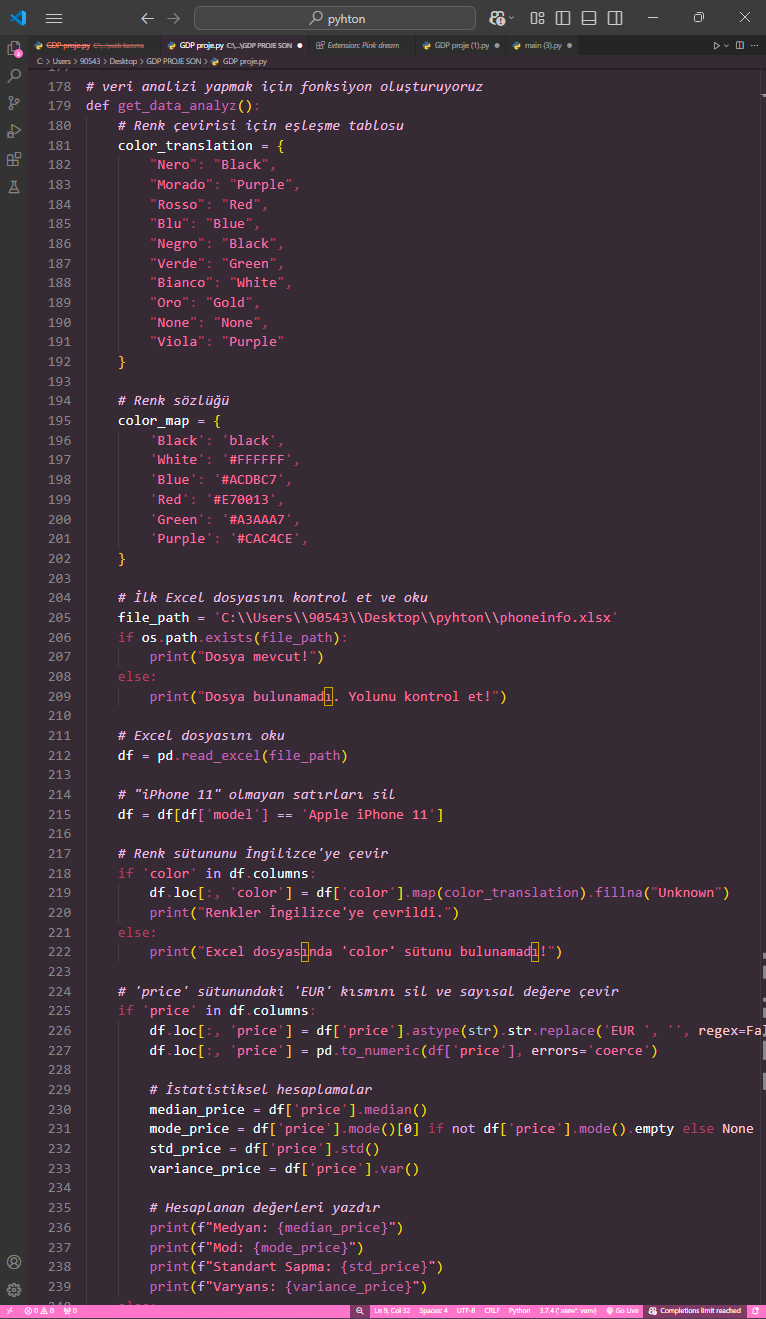 pyhton
GDP proje.py C:\...\web kazıma
GDP proje.py C:\...\GDP PROJE SON
Extension: Pink dream
GDP proje (1).py
main (3).py
C: > Users > 90543 > Desktop > GDP PROJE SON > GDP proje.py
178 # veri analizi yapmak için fonksiyon oluşturuyoruz
179 def get_data_analyz():
180     # Renk çevirisi için eşleşme tablosu
181     color_translation = {
182         "Nero": "Black",
183         "Morado": "Purple",
184         "Rosso": "Red",
185         "Blu": "Blue",
186         "Negro": "Black",
187         "Verde": "Green",
188         "Bianco": "White",
189         "Oro": "Gold",
190         "None": "None",
191         "Viola": "Purple"
192     }
193
194     # Renk sözlüğü
195     color_map = {
196         'Black': 'black',
197         'White': '#FFFFFF',
198         'Blue': '#ACDBC7',
199         'Red': '#E70013',
200         'Green': '#A3AAA7',
201         'Purple': '#CAC4CE',
202     }
203
204     # İlk Excel dosyasını kontrol et ve oku
205     file_path = 'C:\\Users\\90543\\Desktop\\pyhton\\phoneinfo.xlsx'
206     if os.path.exists(file_path):
207         print("Dosya mevcut!")
208     else:
209         print("Dosya bulunamadı. Yolunu kontrol et!")
210
211     # Excel dosyasını oku
212     df = pd.read_excel(file_path)
213
214     # "iPhone 11" olmayan satırları sil
215     df = df[df['model'] == 'Apple iPhone 11']
216
217     # Renk sütununu İngilizce'ye çevir
218     if 'color' in df.columns:
219         df.loc[:, 'color'] = df['color'].map(color_translation).fillna("Unknown")
220         print("Renkler İngilizce'ye çevrildi.")
221     else:
222         print("Excel dosyasında 'color' sütunu bulunamadı!")
223
224     # 'price' sütunundaki 'EUR' kısmını sil ve sayısal değere çevir
225     if 'price' in df.columns:
226         df.loc[:, 'price'] = df['price'].astype(str).str.replace('EUR ', '', regex=Fal
227         df.loc[:, 'price'] = pd.to_numeric(df['price'], errors='coerce')
228
229         # İstatistiksel hesaplamalar
230         median_price = df['price'].median()
231         mode_price = df['price'].mode()[0] if not df['price'].mode().empty else None
232         std_price = df['price'].std()
233         variance_price = df['price'].var()
234
235         # Hesaplanan değerleri yazdır
236         print(f"Medyan: {median_price}")
237         print(f"Mod: {mode_price}")
238         print(f"Standart Sapma: {std_price}")
239         print(f"Varyans: {variance_price}")
0 0 0 Ln 9, Col 32 Spaces: 4 UTF-8 CRLF Python 3.7.4 ('.venv': venv) Go Live Completions limit reached